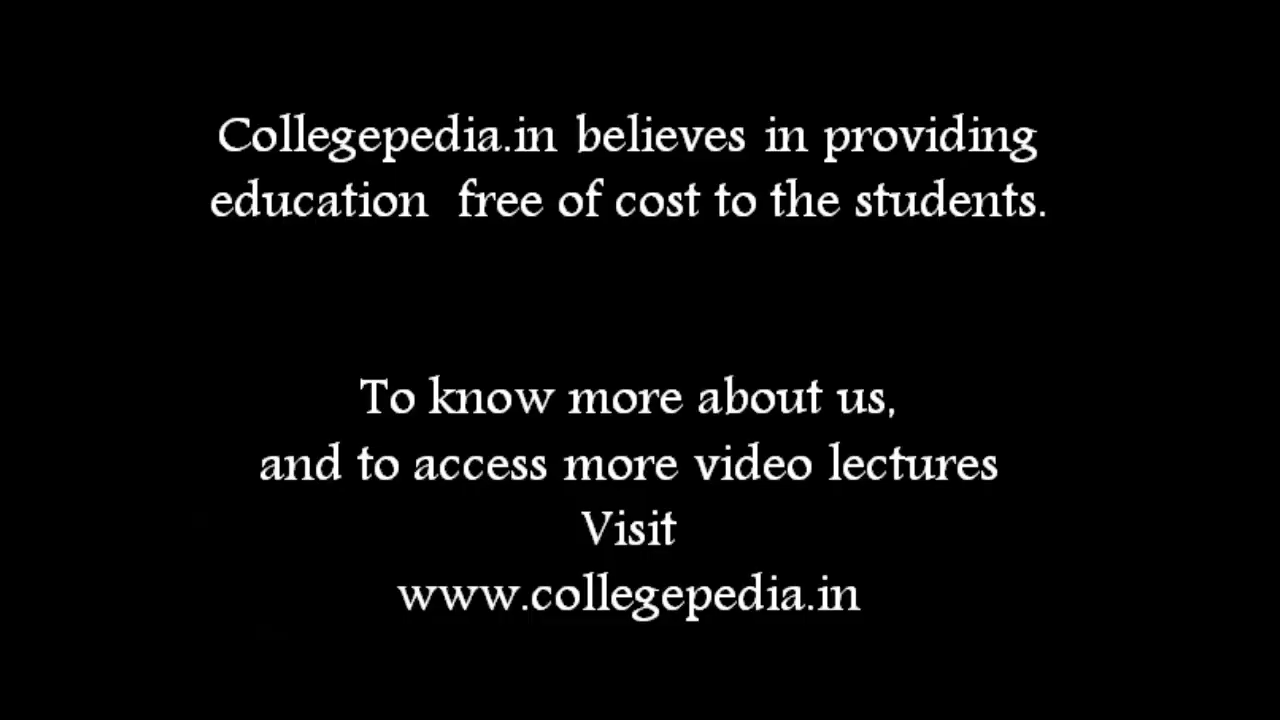 Collegepedia.in believes in providing
education  free of cost to the students.
To know more about us,
and to access more video lectures
Visit
www.collegepedia.in